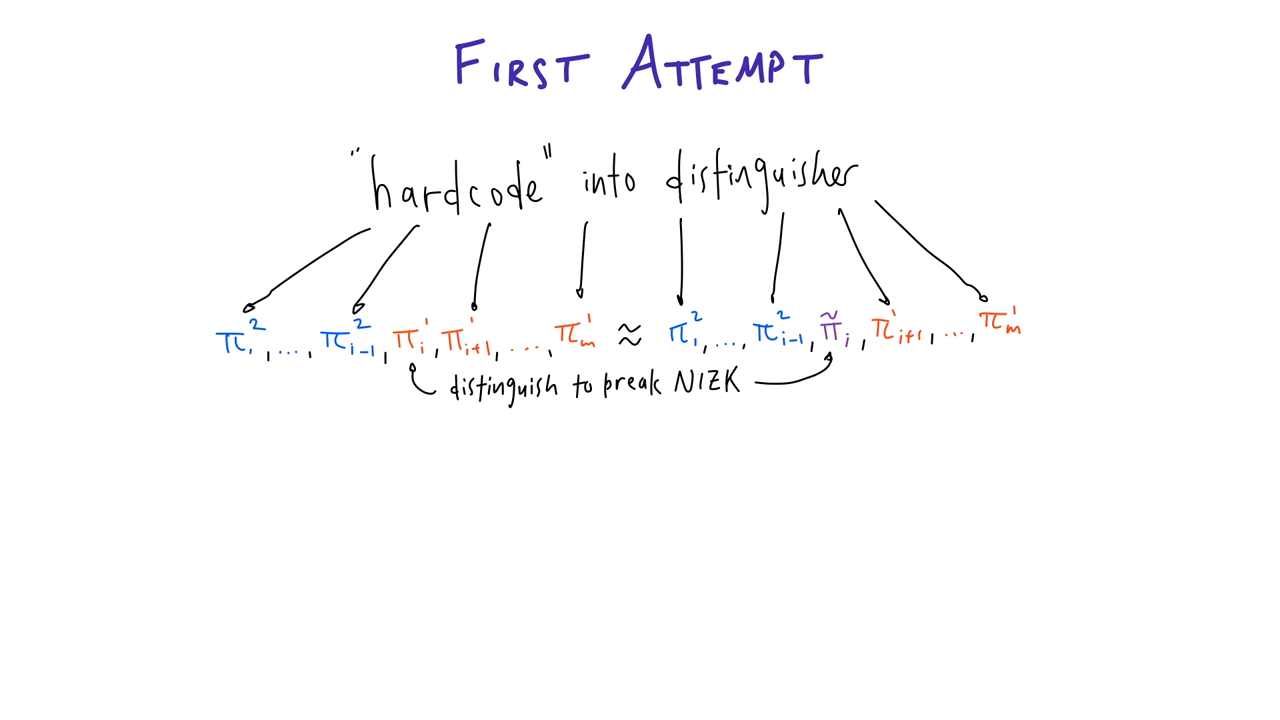 FIRST ATTEMPT
"hardcode" into distinguisher
π₁², ..., π²ᵢ₋₁, π¹ᵢ, π¹ᵢ₊₁, ..., π¹ₘ ≈ π₁², ..., π²ᵢ₋₁, π̃ᵢ, π¹ᵢ₊₁, ..., π¹ₘ
distinguish to break NIZK